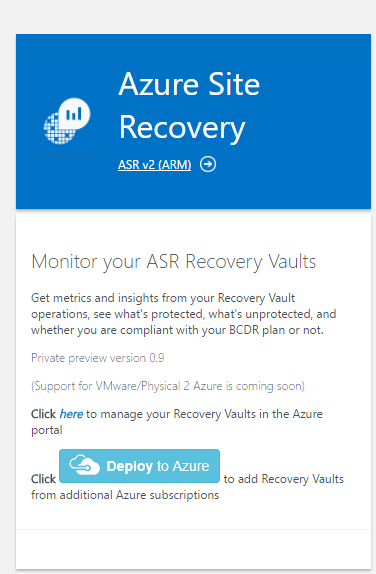 Azure Site
Recovery
ASR v2 (ARM)
Monitor your ASR Recovery Vaults
Get metrics and insights from your Recovery Vault
operations, see what's protected, what's unprotected, and
whether you are compliant with your BCDR plan or not.
Private preview version 0.9
(Support for VMware/Physical 2 Azure is coming soon)
Click here to manage your Recovery Vaults in the Azure
portal
Click Deploy to Azure to add Recovery Vaults
from additional Azure subscriptions